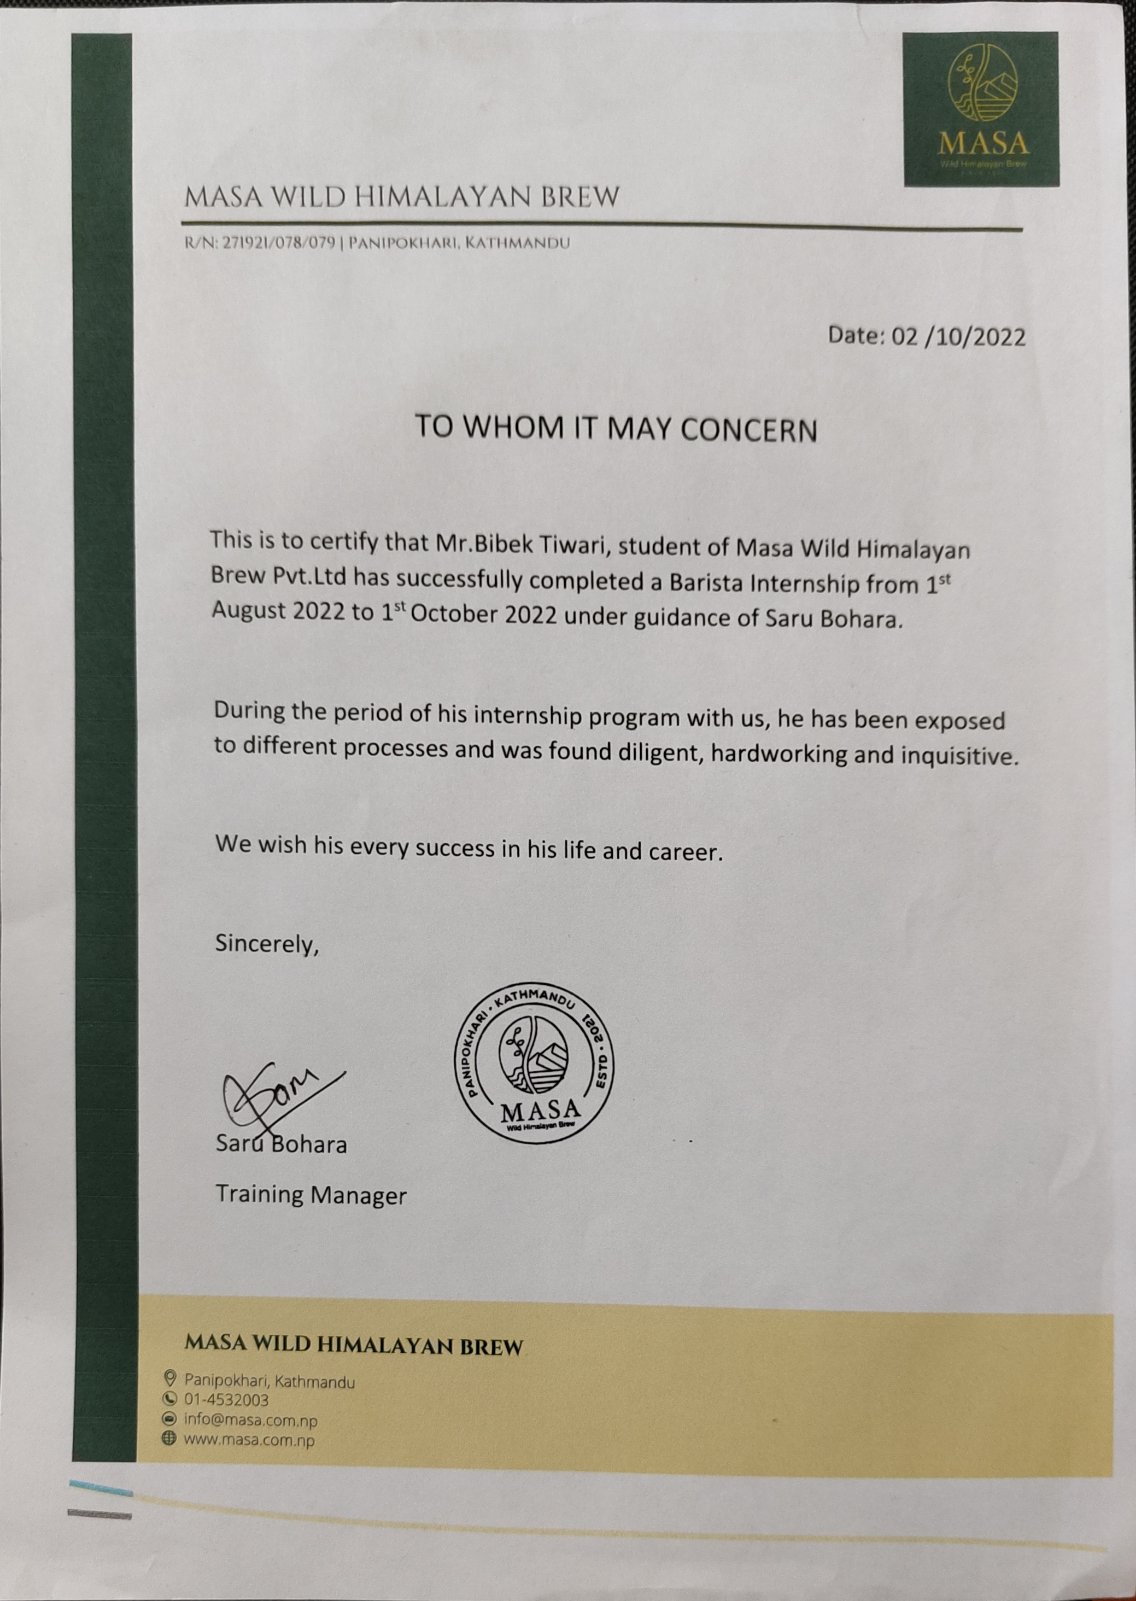 MASA
Wild Himalayan Brew
MASA WILD HIMALAYAN BREW
R/N: 271921/078/079 | PANIPOKHARI, KATHMANDU
Date: 02 /10/2022
TO WHOM IT MAY CONCERN
This is to certify that Mr.Bibek Tiwari, student of Masa Wild Himalayan
Brew Pvt.Ltd has successfully completed a Barista Internship from 1st
August 2022 to 1st October 2022 under guidance of Saru Bohara.
During the period of his internship program with us, he has been exposed
to different processes and was found diligent, hardworking and inquisitive.
We wish his every success in his life and career.
Sincerely,
PANIPOKHARI • KATHMANDU
ESTD • 2021
MASA
Wild Himalayan Brew
Saru Bohara
Training Manager
MASA WILD HIMALAYAN BREW
Panipokhari, Kathmandu
01-4532003
info@masa.com.np
www.masa.com.np